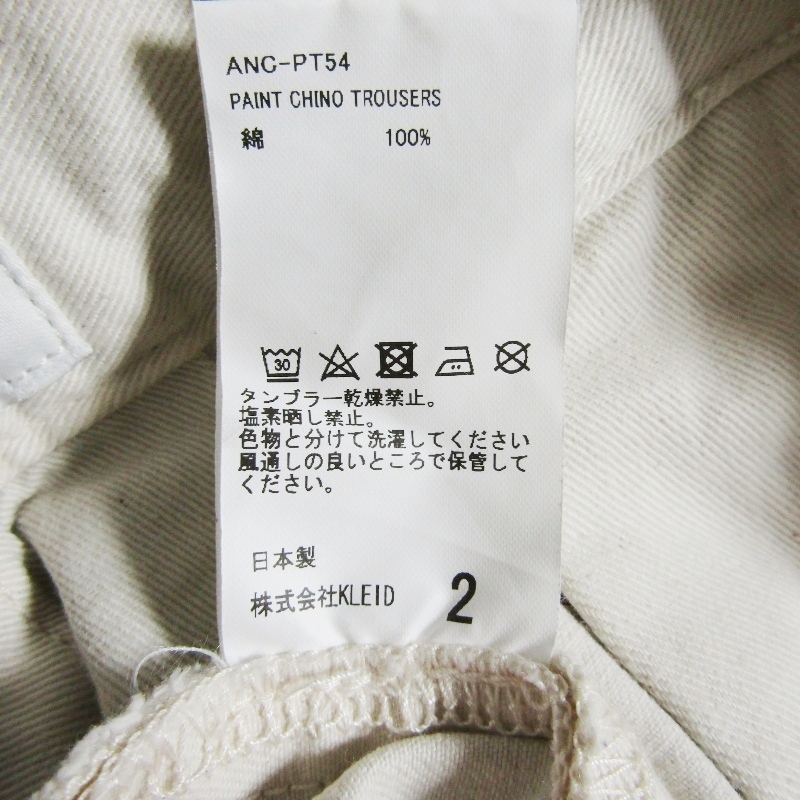 ANC-PT54
PAINT CHINO TROUSERS
綿 100%
30
タンブラー乾燥禁止。
塩素晒し禁止。
色物と分けて洗濯してください
風通しの良いところで保管して
ください。
日本製
株式会社KLEID 2